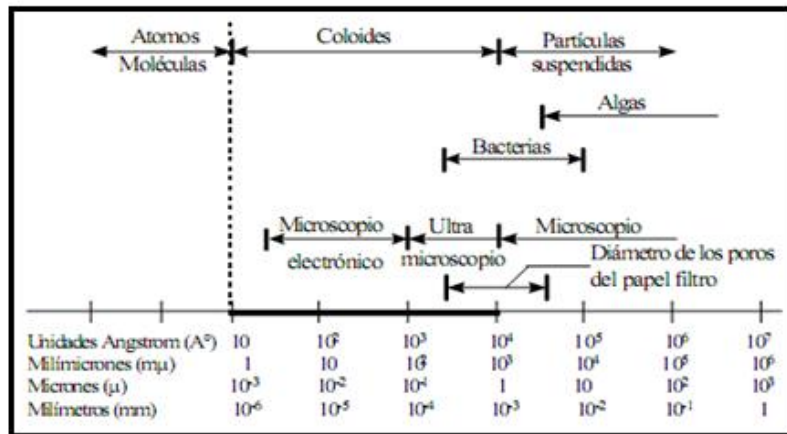 Atomos Coloides Partículas
Moléculas suspendidas
Algas
Bacterias
Microscopio Ultra Microscopio
electrónico microscopio Diámetro de los poros
del papel filtro
Unidades Angstrom (A°) 10 10² 10³ 10⁴ 10⁵ 10⁶ 10⁷
Milímicrones (mμ) 1 10 10² 10³ 10⁴ 10⁵ 10⁶
Micrones (μ) 10⁻³ 10⁻² 10⁻¹ 1 10 10² 10³
Milímetros (mm) 10⁻⁶ 10⁻⁵ 10⁻⁴ 10⁻³ 10⁻² 10⁻¹ 1